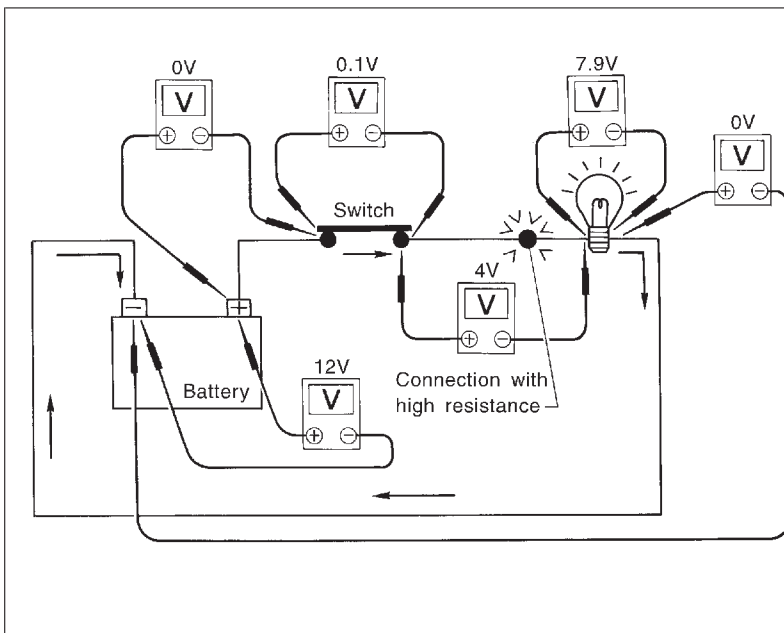 0V
0.1V
7.9V
0V
V
V
V
V
+ −
+ −
+ −
+ −
Switch
4V
V
+ −
− +
12V
V
+ −
Battery
Connection with
high resistance